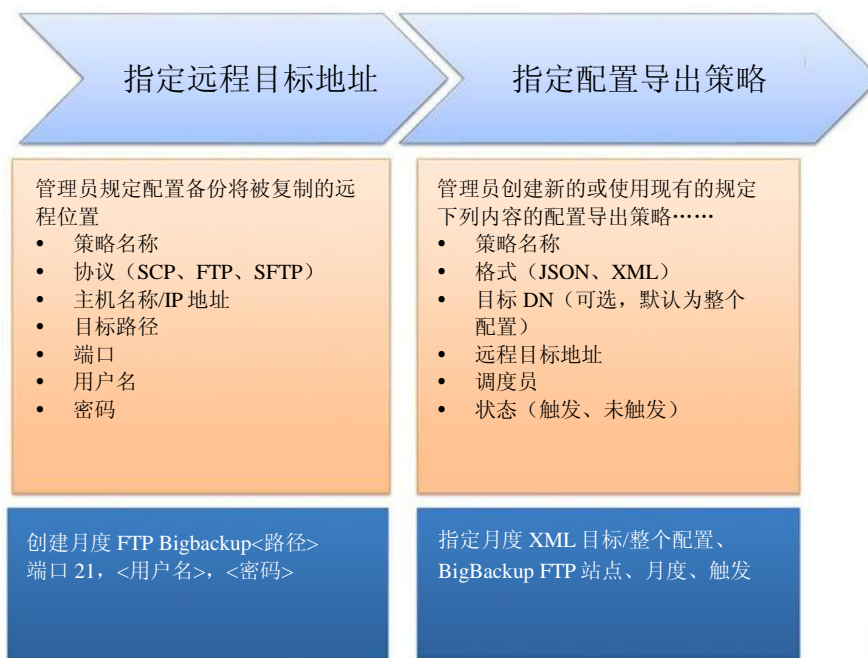 指定远程目标地址
指定配置导出策略
管理员规定配置备份将被复制的远
程位置
• 策略名称
• 协议（SCP、FTP、SFTP）
• 主机名称/IP 地址
• 目标路径
• 端口
• 用户名
• 密码
管理员创建新的或使用现有的规定
下列内容的配置导出策略……
• 策略名称
• 格式（JSON、XML）
• 目标 DN（可选，默认为整个
配置）
• 远程目标地址
• 调度员
• 状态（触发、未触发）
创建月度 FTP Bigbackup<路径>
端口 21，<用户名>，<密码>
指定月度 XML 目标/整个配置、
BigBackup FTP 站点、月度、触发